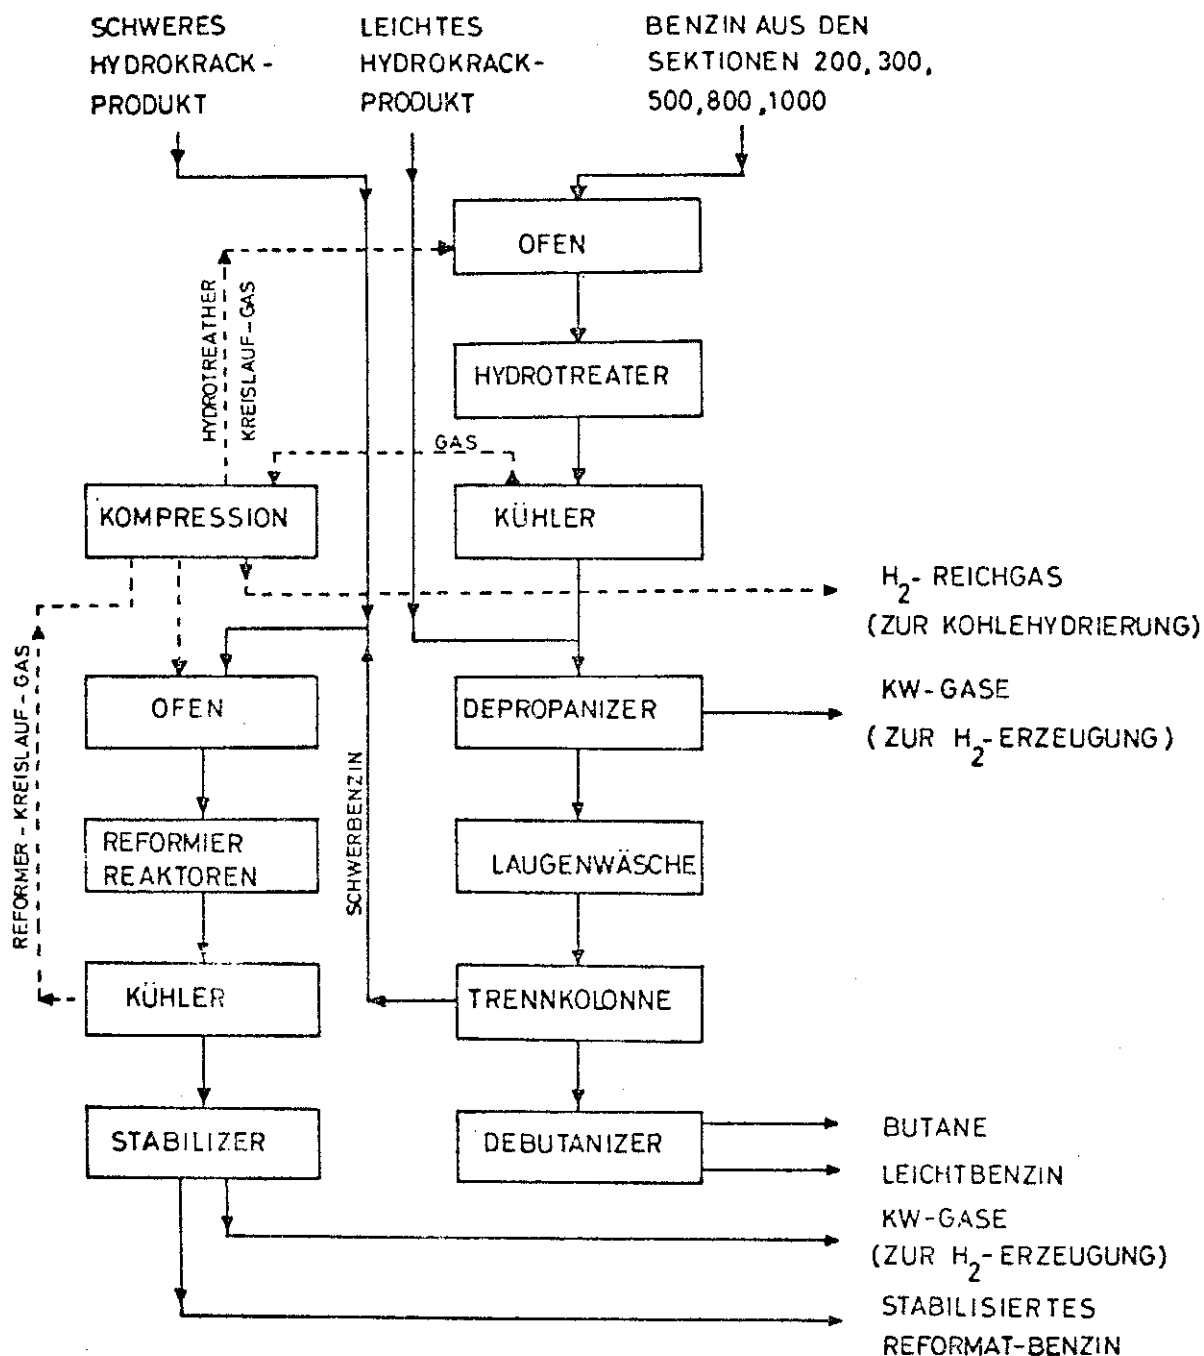 SCHWERES
HYDROKRACK-
PRODUKT
LEICHTES
HYDROKRACK-
PRODUKT
BENZIN AUS DEN
SEKTIONEN 200, 300,
500, 800, 1000
OFEN
HYDROTREATHER
KREISLAUF-GAS
HYDROTREATER
GAS
KOMPRESSION
KÜHLER
H2-REICHGAS
(ZUR KOHLEHYDRIERUNG)
OFEN
DEPROPANIZER
KW-GASE
(ZUR H2-ERZEUGUNG)
REFORMER-KREISLAUF-GAS
SCHWERBENZIN
REFORMIER
REAKTOREN
LAUGENWÄSCHE
KÜHLER
TRENNKOLONNE
STABILIZER
DEBUTANIZER
BUTANE
LEICHTBENZIN
KW-GASE
(ZUR H2-ERZEUGUNG)
STABILISIERTES
REFORMAT-BENZIN